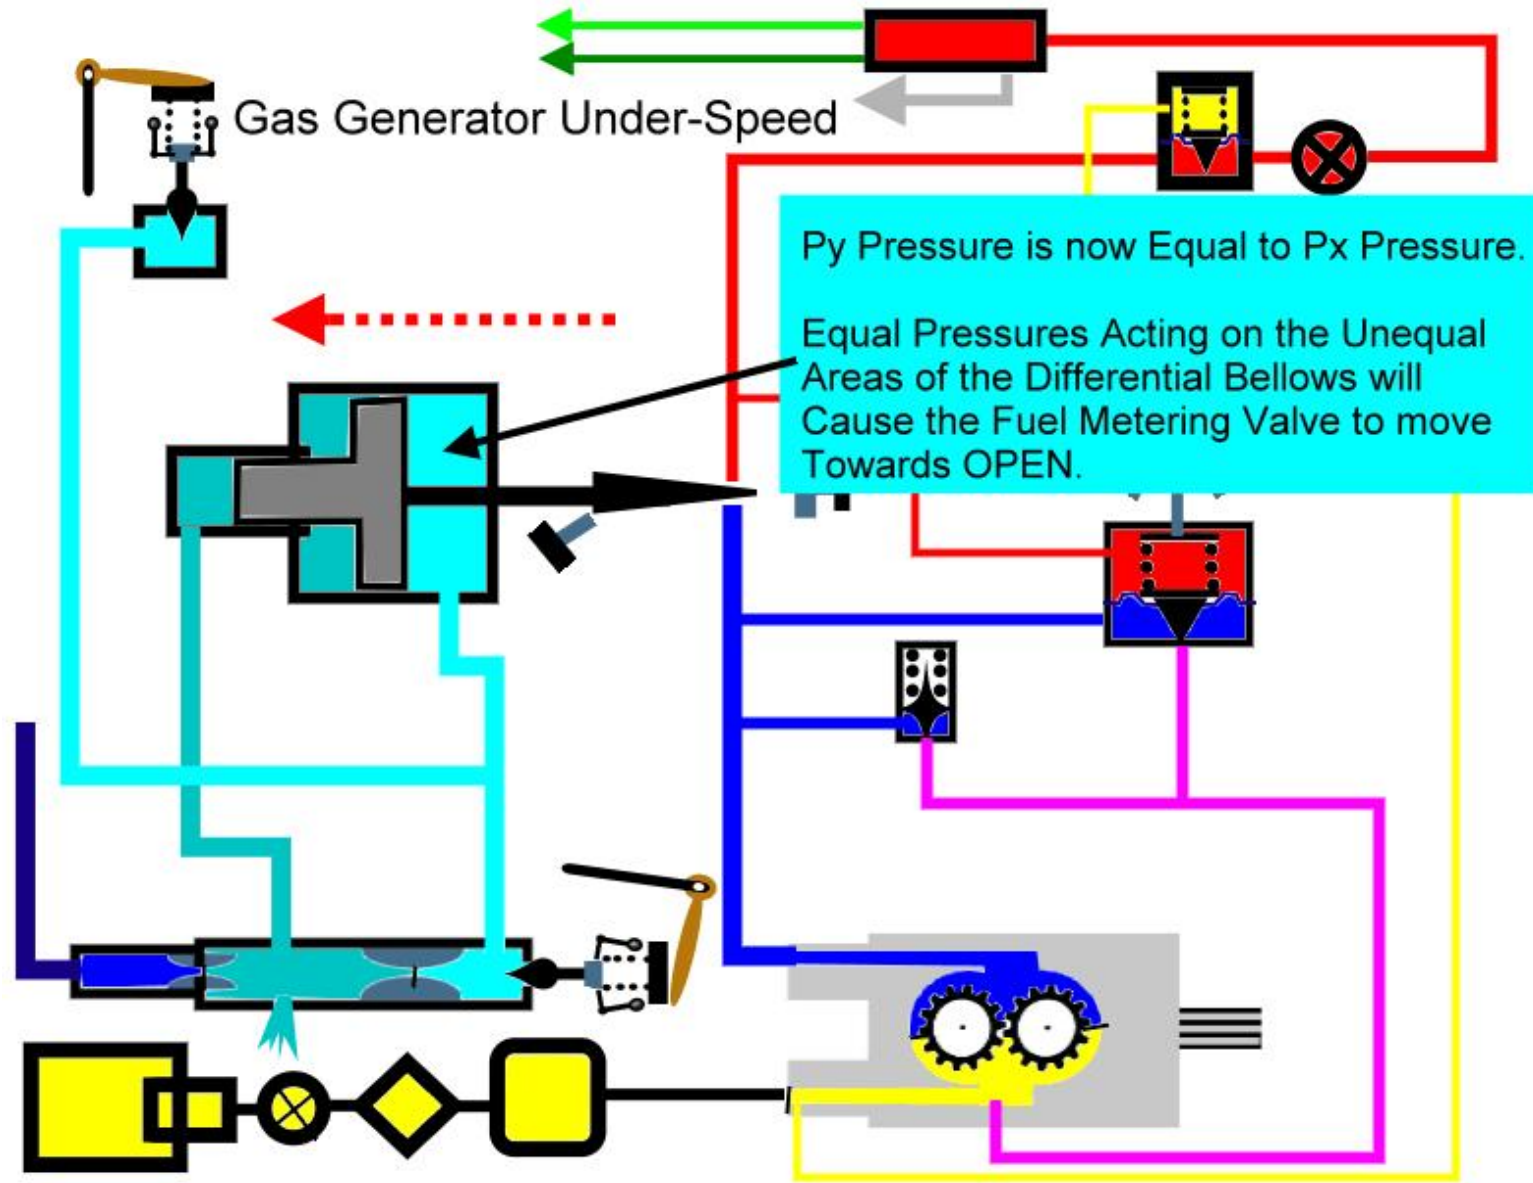 Gas Generator Under-Speed
Py Pressure is now Equal to Px Pressure.
Equal Pressures Acting on the Unequal
Areas of the Differential Bellows will
Cause the Fuel Metering Valve to move
Towards OPEN.